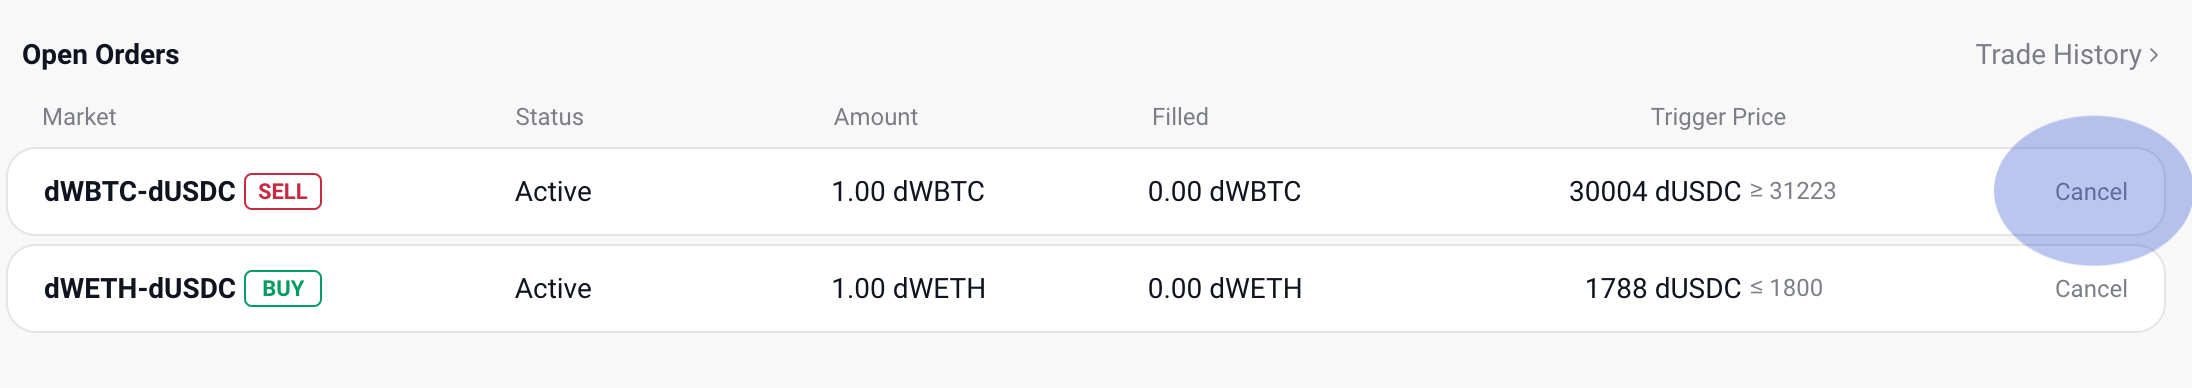 Open Orders Trade History >
Market Status Amount Filled Trigger Price
dWBTC-dUSDC SELL Active 1.00 dWBTC 0.00 dWBTC 30004 dUSDC ≥ 31223 Cancel
dWETH-dUSDC BUY Active 1.00 dWETH 0.00 dWETH 1788 dUSDC ≤ 1800 Cancel